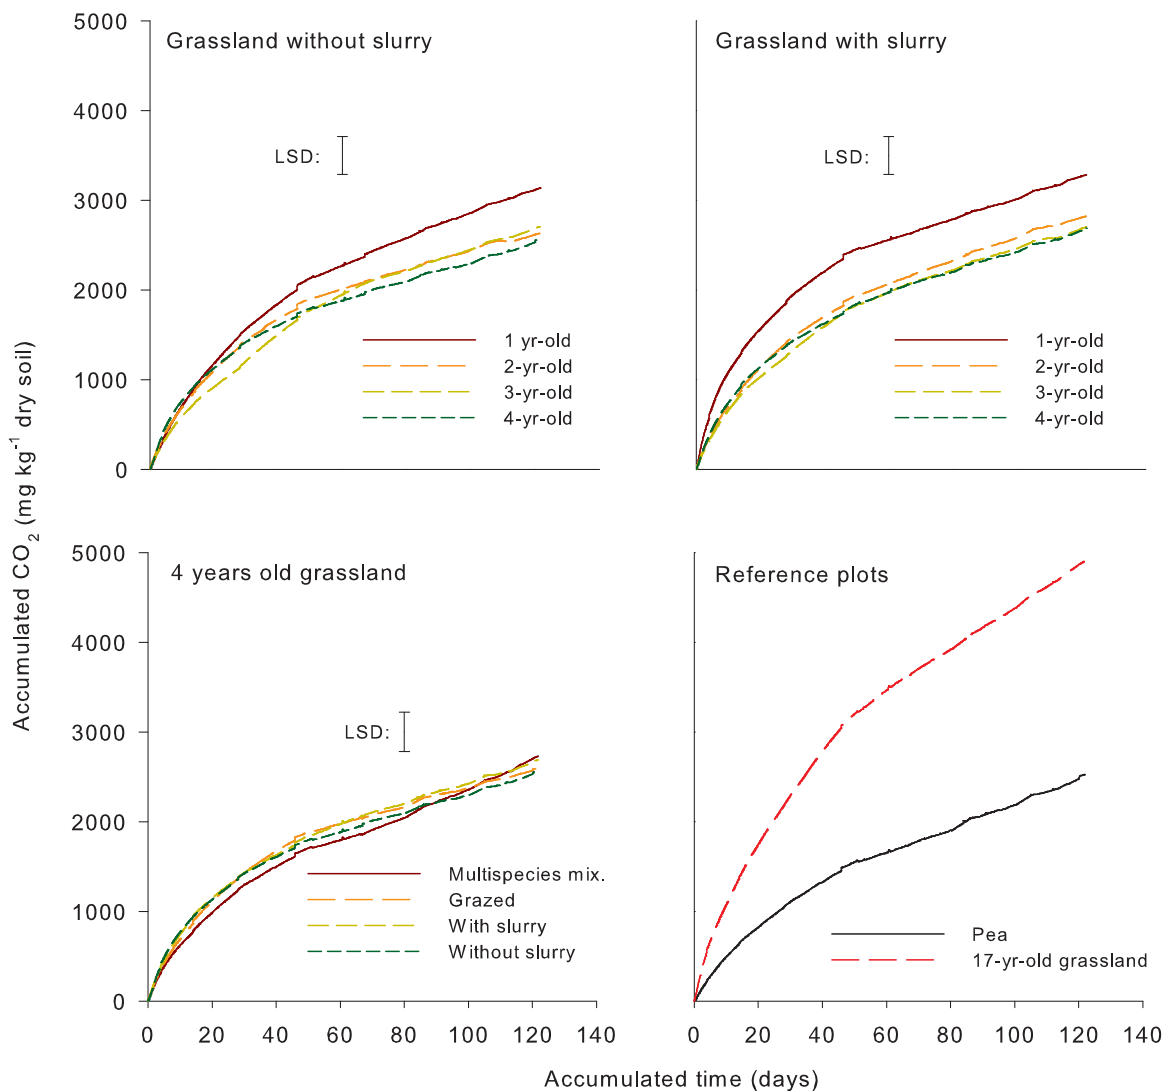 Grassland without slurry
5000
4000
3000
2000
1000
0
LSD:
1 yr-old
2-yr-old
3-yr-old
4-yr-old
Grassland with slurry
LSD:
1-yr-old
2-yr-old
3-yr-old
4-yr-old
Accumulated CO₂ (mg kg⁻¹ dry soil)
4 years old grassland
5000
4000
3000
2000
1000
0
LSD:
Multispecies mix.
Grazed
With slurry
Without slurry
0 20 40 60 80 100 120 140
Reference plots
Pea
17-yr-old grassland
0 20 40 60 80 100 120 140
Accumulated time (days)